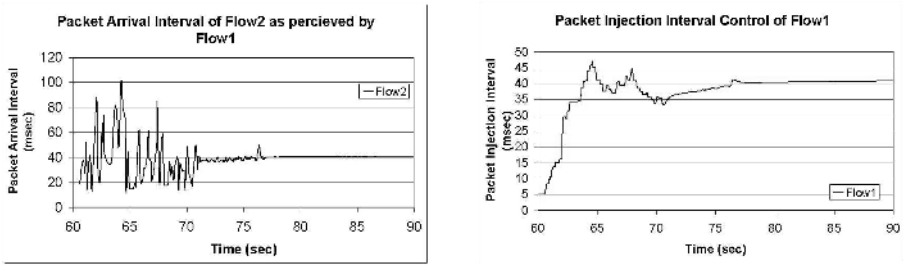 Packet Arrival Interval of Flow2 as percieved by
Flow1
Packet Arrival Interval
(msec)
120
100
80
60
40
20
0
Flow2
60 65 70 75 80 85 90
Time (sec)
Packet Injection Interval Control of Flow1
Packet Injection Interval
(msec)
50
45
40
35
30
25
20
15
10
5
0
Flow1
60 65 70 75 80 85 90
Time (sec)